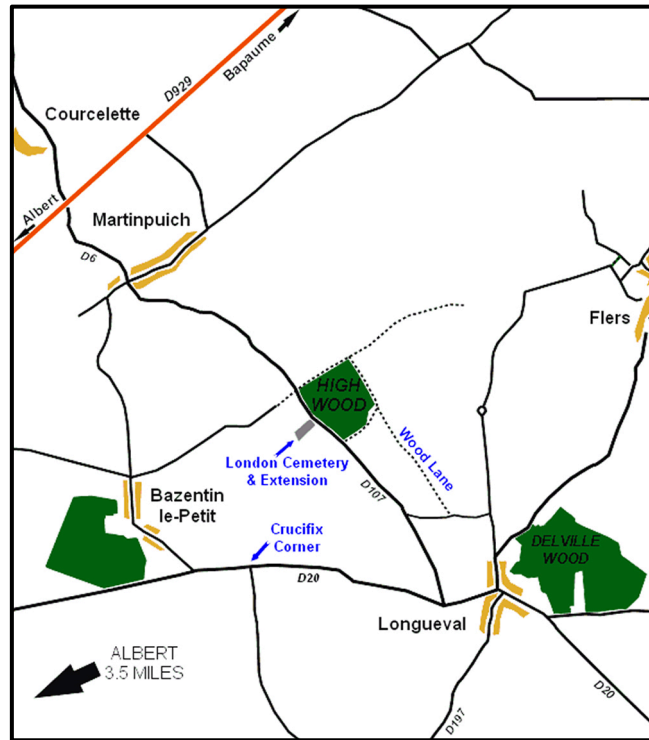 Bapaume
D929
Courcelette
Albert
Martinpuich
D6
Flers
HIGH
WOOD
Wood Lane
London Cemetery
& Extension
D107
Bazentin
le-Petit
Crucifix
Corner
DELVILLE
WOOD
D20
Longueval
ALBERT
3.5 MILES
D20
D197